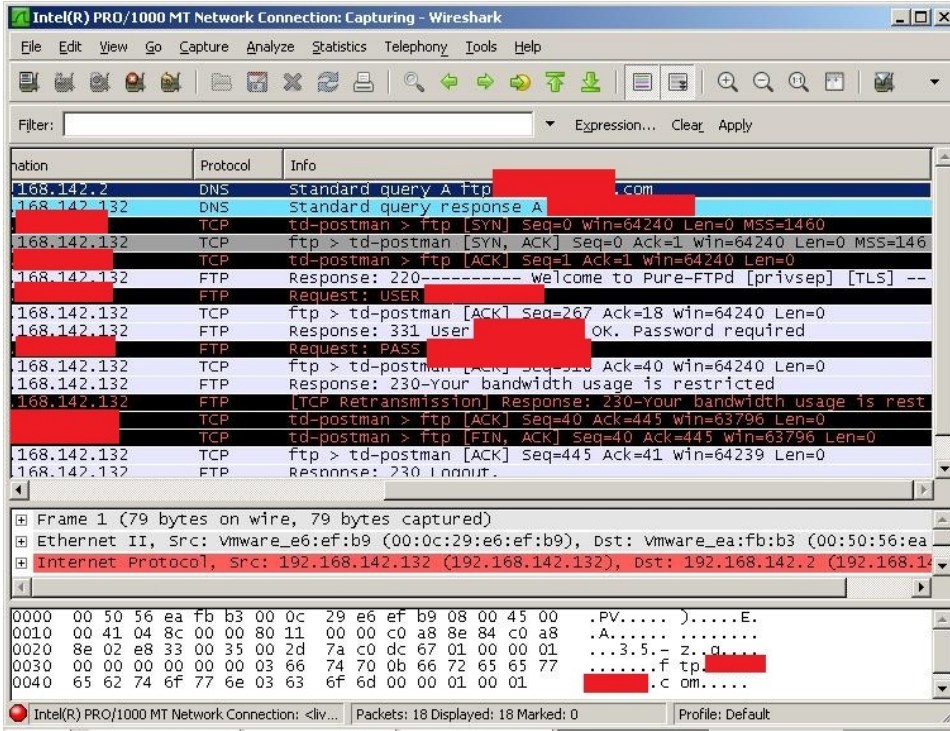 Intel(R) PRO/1000 MT Network Connection: Capturing - Wireshark
File Edit View Go Capture Analyze Statistics Telephony Tools Help
Filter: Expression... Clear Apply
nation Protocol Info
.168.142.2 DNS Standard query A ftp .com
.168.142.132 DNS Standard query response A
TCP td-postman > ftp [SYN] Seq=0 Win=64240 Len=0 MSS=1460
.168.142.132 TCP ftp > td-postman [SYN, ACK] Seq=0 Ack=1 Win=64240 Len=0 MSS=146
TCP td-postman > ftp [ACK] Seq=1 Ack=1 Win=64240 Len=0
.168.142.132 FTP Response: 220---------- Welcome to Pure-FTPd [privsep] [TLS] --
FTP Request: USER
.168.142.132 TCP ftp > td-postman [ACK] Seq=267 Ack=18 Win=64240 Len=0
.168.142.132 FTP Response: 331 User OK. Password required
FTP Request: PASS
.168.142.132 TCP ftp > td-postman [ACK] Ack=40 Win=64240 Len=0
.168.142.132 FTP Response: 230-Your bandwidth usage is restricted
.168.142.132 FTP [TCP Retransmission] Response: 230-Your bandwidth usage is rest
TCP td-postman > ftp [ACK] Seq=40 Ack=445 Win=63796 Len=0
TCP td-postman > ftp [FIN, ACK] Seq=40 Ack=445 Win=63796 Len=0
.168.142.132 TCP ftp > td-postman [ACK] Seq=445 Ack=41 Win=64239 Len=0
.168.142.132 FTP Response: 230 Logout.
Frame 1 (79 bytes on wire, 79 bytes captured)
Ethernet II, Src: Vmware_e6:ef:b9 (00:0c:29:e6:ef:b9), Dst: Vmware_ea:fb:b3 (00:50:56:ea
Internet Protocol, Src: 192.168.142.132 (192.168.142.132), Dst: 192.168.142.2 (192.168.14
0000 00 50 56 ea fb b3 00 0c 29 e6 ef b9 08 00 45 00 .PV..... ).....E.
0010 00 41 04 8c 00 00 80 11 00 00 c0 a8 8e 84 c0 a8 .A...... ........
0020 8e 02 e8 33 00 35 00 2d 7a c0 dc 67 01 00 00 01 ...3.5.- z..g....
0030 00 00 00 00 00 00 03 66 74 70 0b 66 72 65 65 77 .......f tp.
0040 65 62 74 6f 77 6e 03 63 6f 6d 00 00 01 00 01 .c om.....
Intel(R) PRO/1000 MT Network Connection: <liv... Packets: 18 Displayed: 18 Marked: 0 Profile: Default